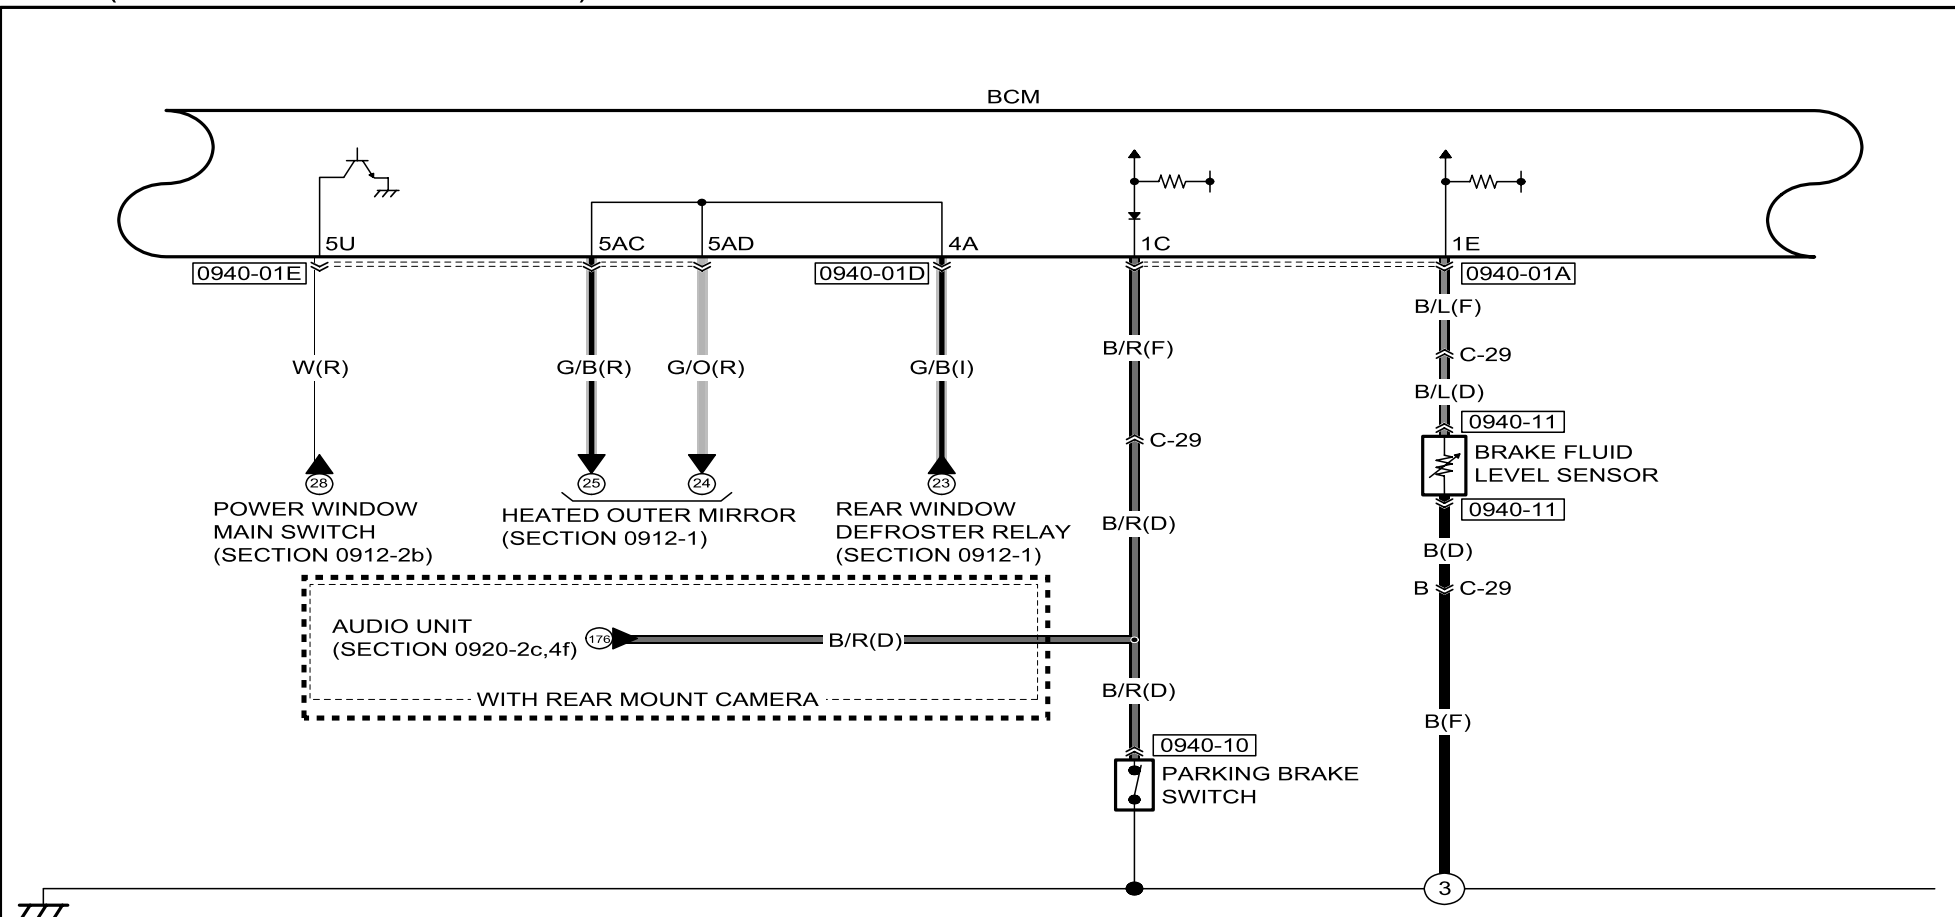 BCM
5U
5AC
5AD
4A
1C
1E
0940-01E
0940-01D
0940-01A
B/L(F)
W(R)
G/B(R)
G/O(R)
G/B(I)
B/R(F)
C-29
B/L(D)
0940-11
C-29
BRAKE FLUID
LEVEL SENSOR
28
25
24
23
POWER WINDOW
MAIN SWITCH
(SECTION 0912-2b)
HEATED OUTER MIRROR
(SECTION 0912-1)
REAR WINDOW
DEFROSTER RELAY
(SECTION 0912-1)
B/R(D)
0940-11
B(D)
B
C-29
AUDIO UNIT
(SECTION 0920-2c,4f)
176
B/R(D)
WITH REAR MOUNT CAMERA
B/R(D)
B(F)
0940-10
PARKING BRAKE
SWITCH
3